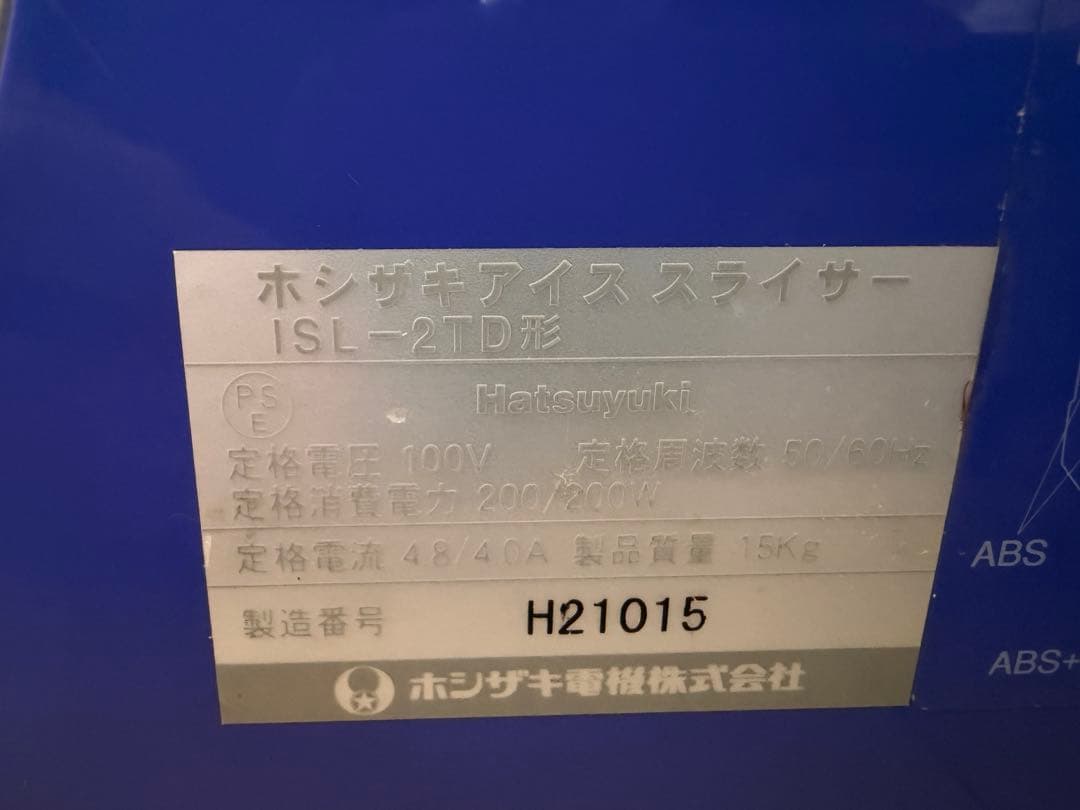 ホシザキアイス スライサー
ISL－2TD形
PS
E
Hatsuyuki
定格電圧 100V 定格周波数 50/60Hz
定格消費電力 200/200W
定格電流 4.8/4.0A 製品質量 15Kg
製造番号 H21015
ホシザキ電機株式会社
ABS
ABS+